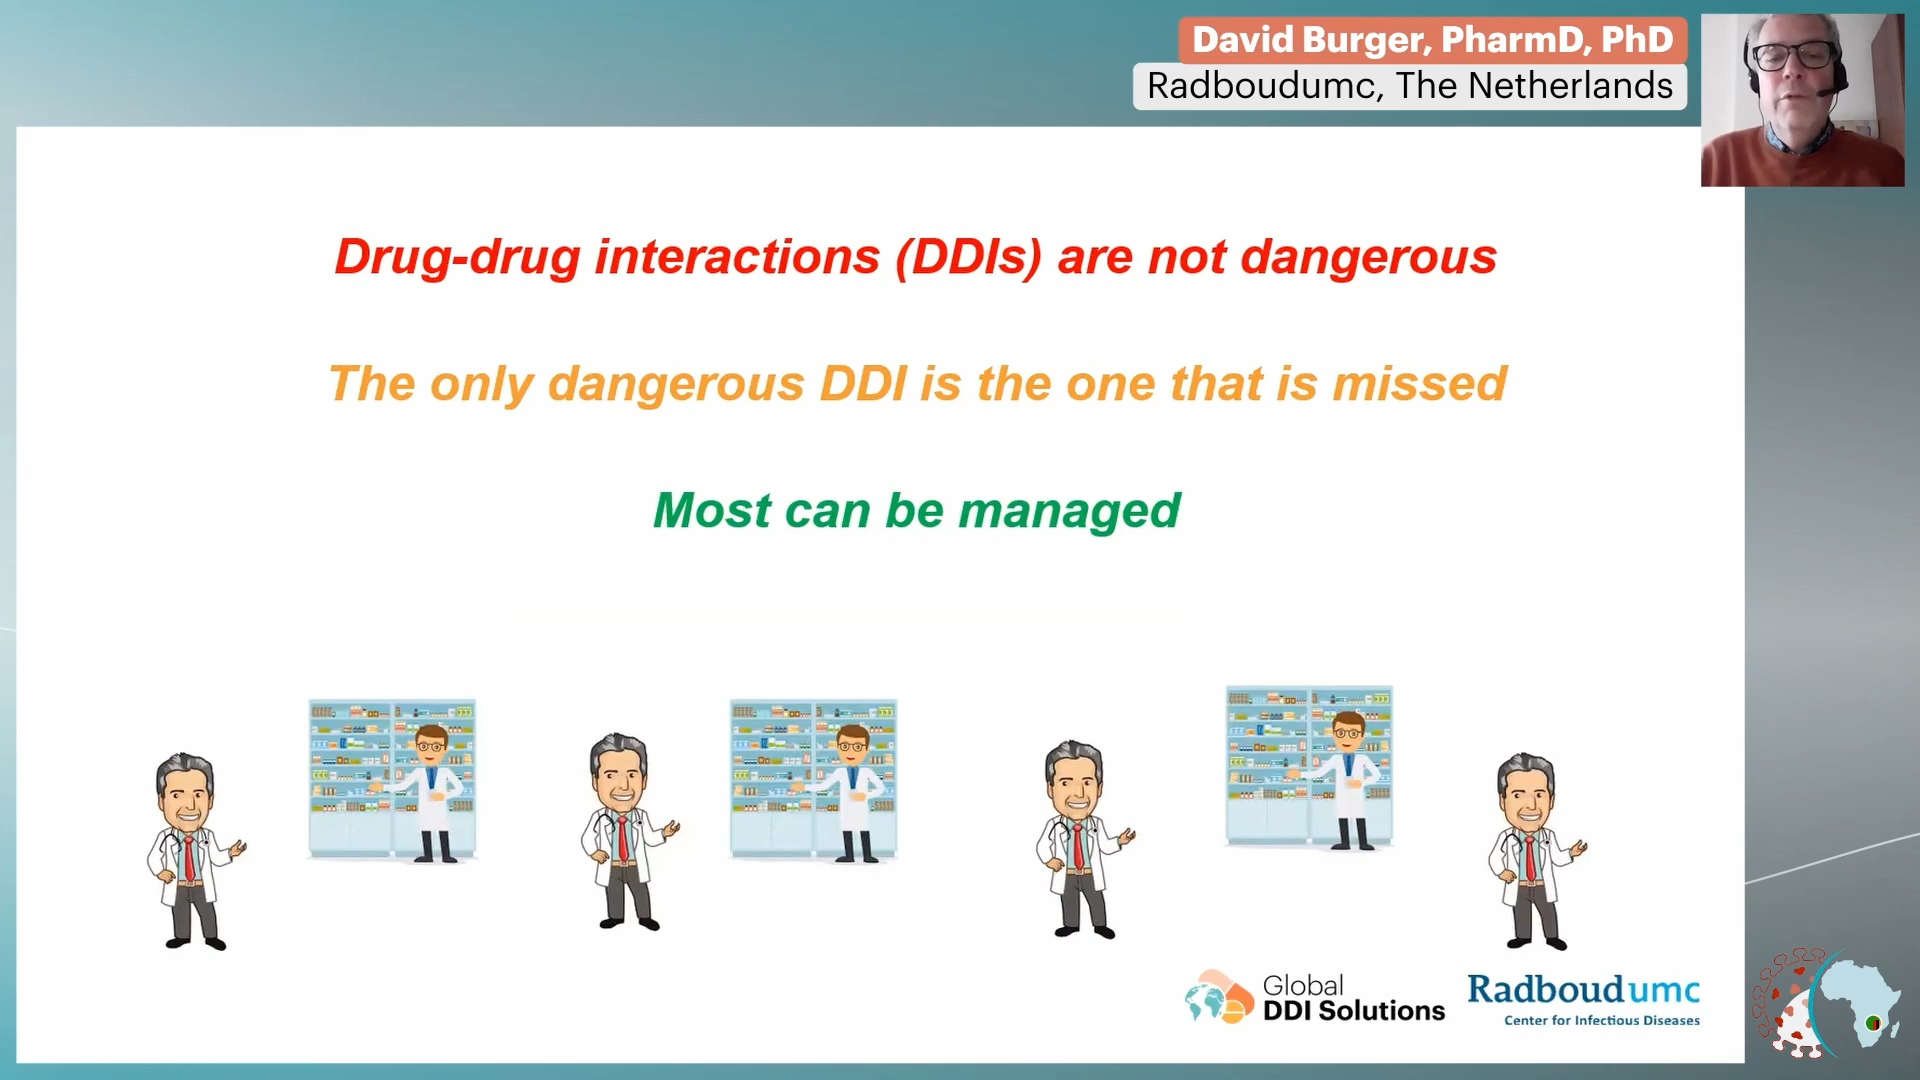 David Burger, PharmD, PhD
Radboudumc, The Netherlands
Drug-drug interactions (DDIs) are not dangerous
The only dangerous DDI is the one that is missed
Most can be managed
Global
DDI Solutions
Radboudumc
Center for Infectious Diseases